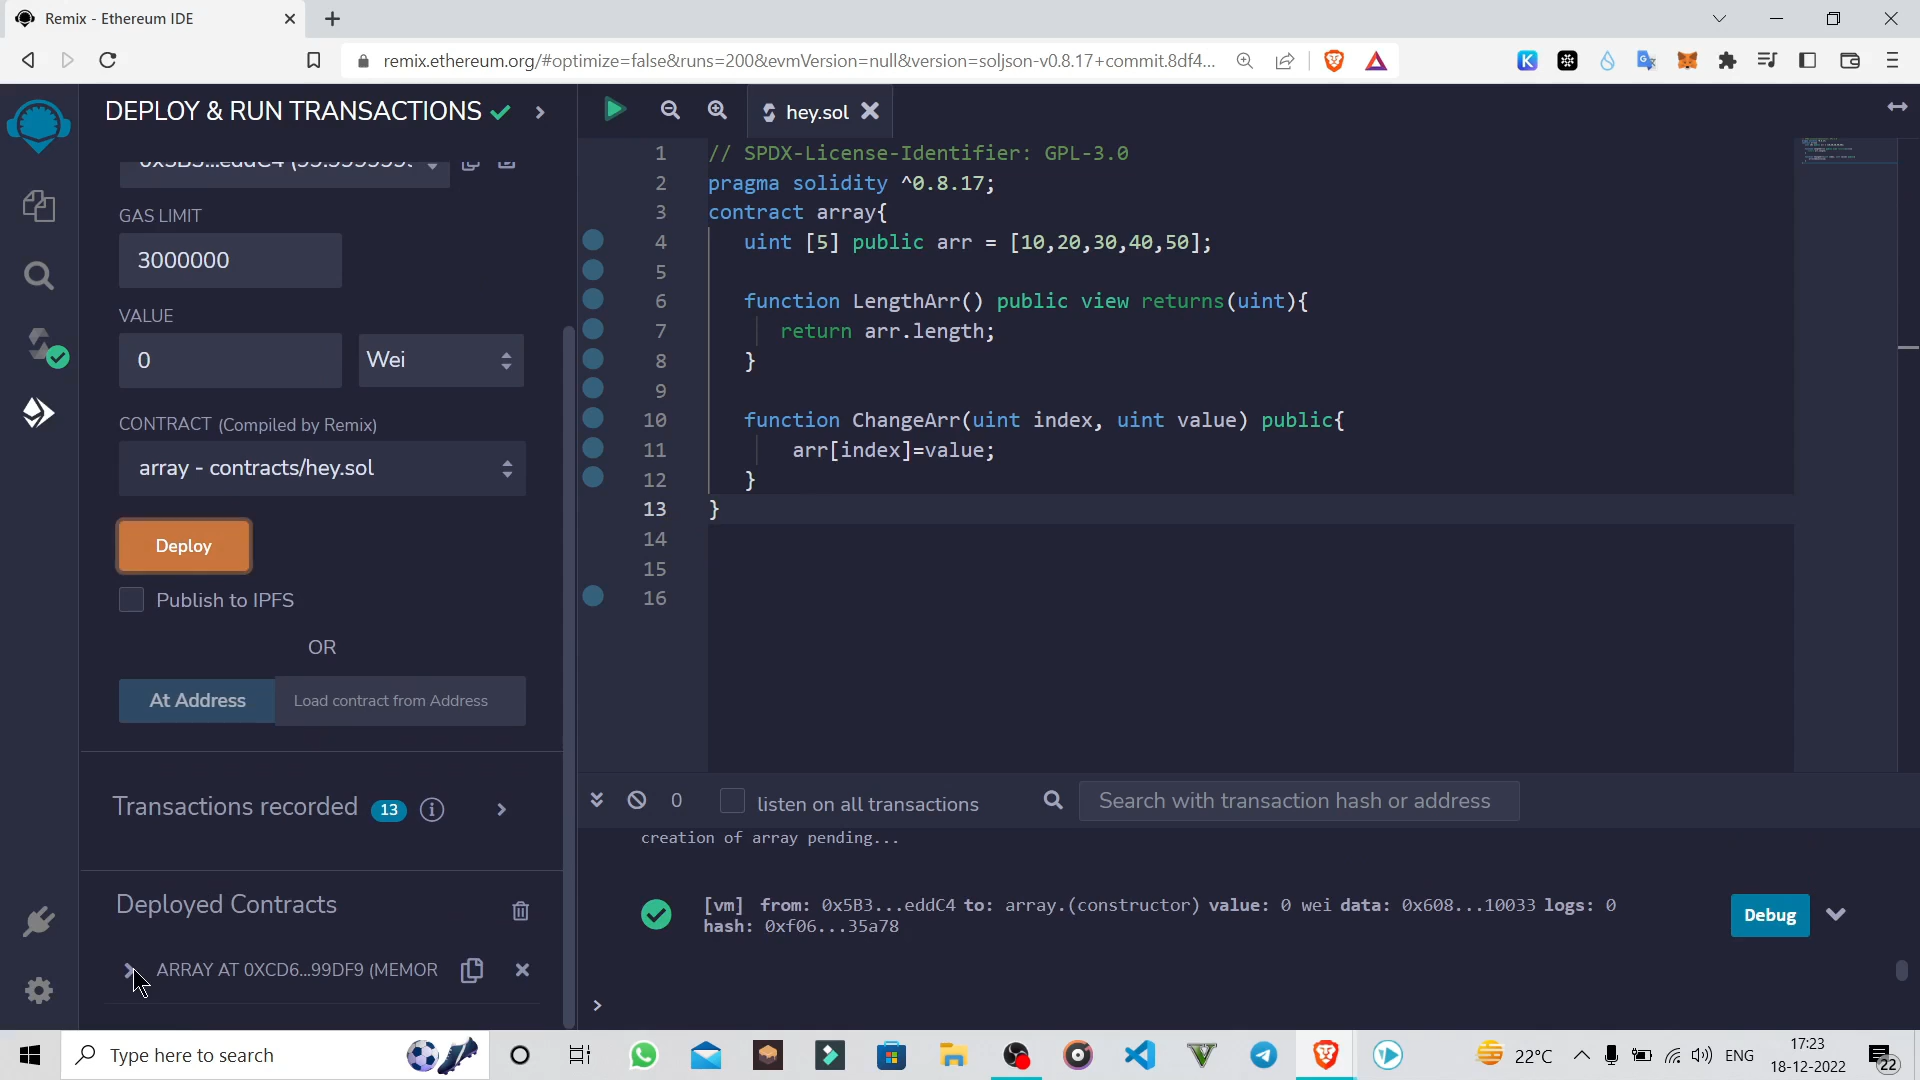 Remix - Ethereum IDE
remix.ethereum.org/#optimize=false&runs=200&evmVersion=null&version=soljson-v0.8.17+commit.8df4...
DEPLOY & RUN TRANSACTIONS
hey.sol
GAS LIMIT
3000000
VALUE
0
Wei
CONTRACT (Compiled by Remix)
array - contracts/hey.sol
Deploy
Publish to IPFS
OR
At Address
Load contract from Address
Transactions recorded 13
Deployed Contracts
ARRAY AT 0XCD6...99DF9 (MEMOR
1 // SPDX-License-Identifier: GPL-3.0
2 pragma solidity ^0.8.17;
3 contract array{
4 uint [5] public arr = [10,20,30,40,50];
5
6 function LengthArr() public view returns(uint){
7 return arr.length;
8 }
9
10 function ChangeArr(uint index, uint value) public{
11 arr[index]=value;
12 }
13 }
14
15
16
0
listen on all transactions
Search with transaction hash or address
creation of array pending...
[vm] from: 0x5B3...eddC4 to: array.(constructor) value: 0 wei data: 0x608...10033 logs: 0
hash: 0xf06...35a78
Debug
>
Type here to search
22°C
ENG
17:23
18-12-2022
22